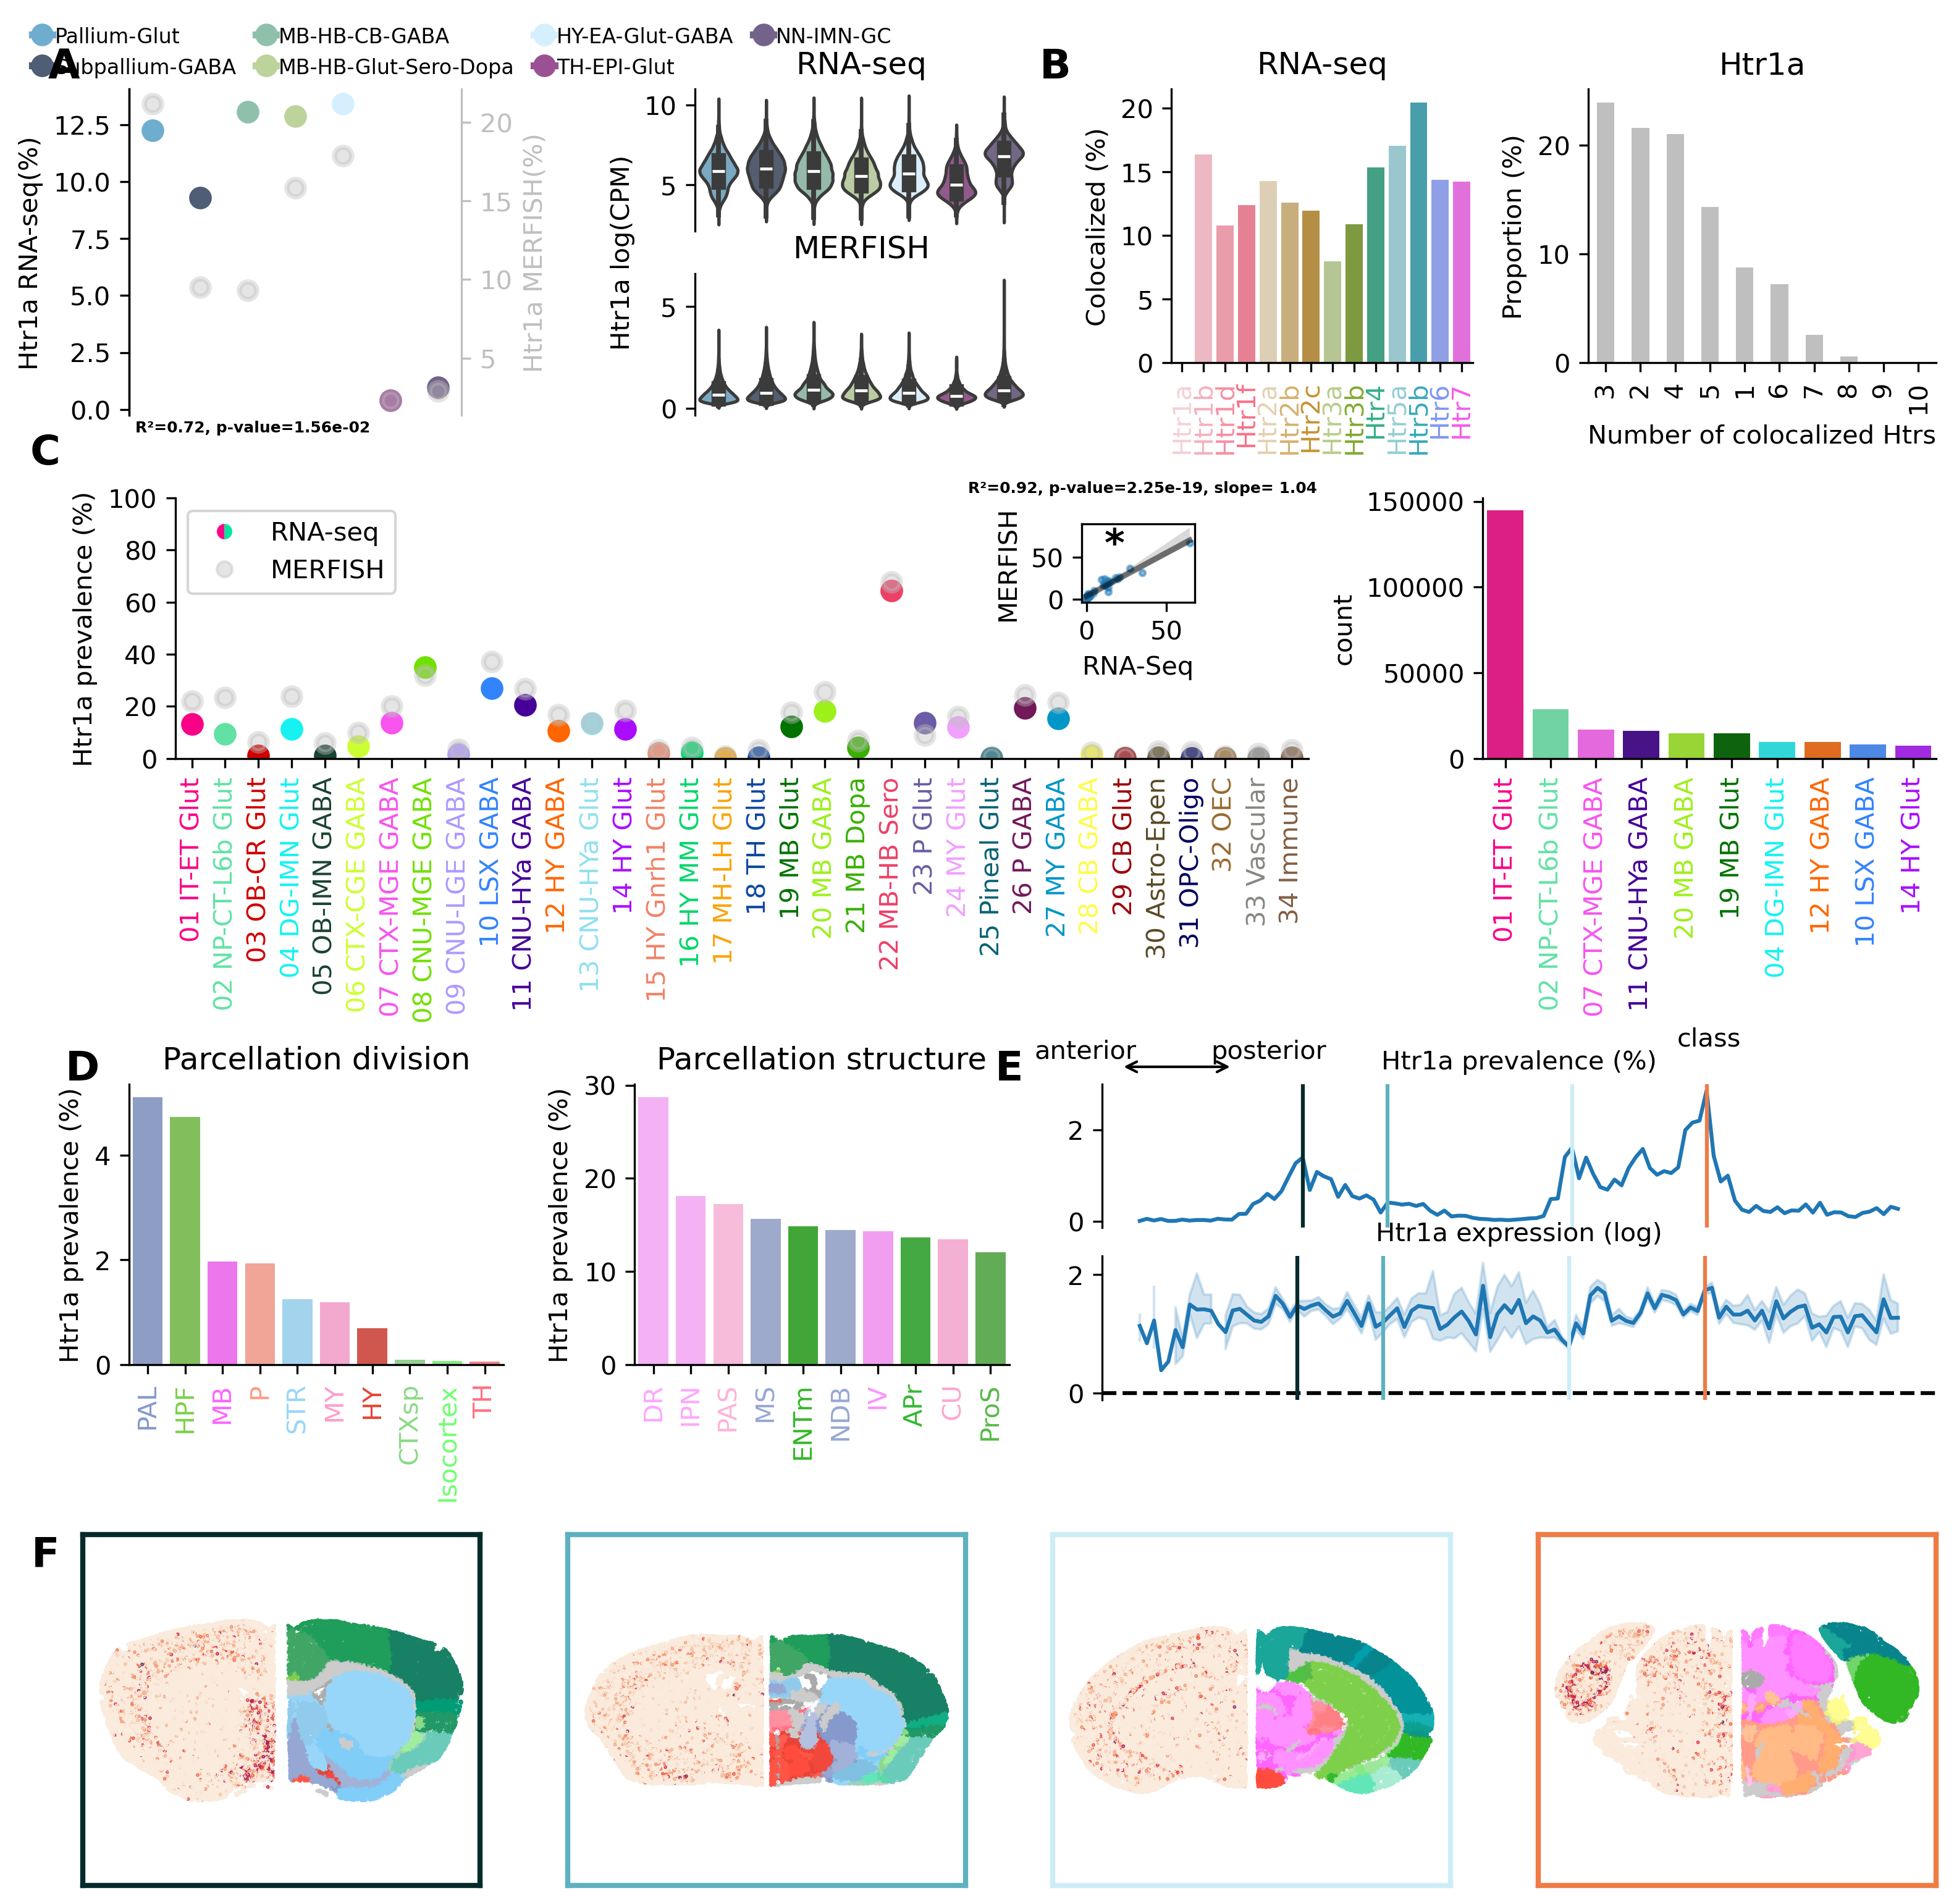 Pallium-Glut
MB-HB-CB-GABA
HY-EA-Glut-GABA
NN-IMN-GC
Subpallium-GABA
MB-HB-Glut-Sero-Dopa
TH-EPI-Glut
A
Htr1a RNA-seq(%)
12.5
10.0
7.5
5.0
2.5
0.0
20
15
10
5
Htr1a MERFISH(%)
R²=0.72, p-value=1.56e-02
RNA-seq
10
5
Htr1a log(CPM)
MERFISH
5
0
B
RNA-seq
Colocalized (%)
20
15
10
5
0
Htr1a
Htr1b
Htr1d
Htr1f
Htr2a
Htr2b
Htr2c
Htr3a
Htr3b
Htr4
Htr5a
Htr5b
Htr6
Htr7
Htr1a
Proportion (%)
20
10
0
3
2
4
5
1
6
7
8
9
10
Number of colocalized Htrs
C
Htr1a prevalence (%)
100
80
60
40
20
0
RNA-seq
MERFISH
R²=0.92, p-value=2.25e-19, slope= 1.04
MERFISH
50
0
*
0
50
RNA-Seq
01 IT-ET Glut
02 NP-CT-L6b Glut
03 OB-CR Glut
04 DG-IMN Glut
05 OB-IMN GABA
06 CTX-CGE GABA
07 CTX-MGE GABA
08 CNU-MGE GABA
09 CNU-LGE GABA
10 LSX GABA
11 CNU-HYa GABA
12 HY GABA
13 CNU-HYa Glut
14 HY Glut
15 HY Gnrh1 Glut
16 HY MM Glut
17 MH-LH Glut
18 TH Glut
19 MB Glut
20 MB GABA
21 MB Dopa
22 MB-HB Sero
23 P Glut
24 MY Glut
25 Pineal Glut
26 P GABA
27 MY GABA
28 CB GABA
29 CB Glut
30 Astro-Epen
31 OPC-Oligo
32 OEC
33 Vascular
34 Immune
count
150000
100000
50000
0
01 IT-ET Glut
02 NP-CT-L6b Glut
07 CTX-MGE GABA
11 CNU-HYa GABA
20 MB GABA
19 MB Glut
04 DG-IMN Glut
12 HY GABA
10 LSX GABA
14 HY Glut
class
D
Parcellation division
Htr1a prevalence (%)
4
2
0
PAL
HPF
MB
P
STR
MY
HY
CTXsp
Isocortex
TH
Parcellation structure
Htr1a prevalence (%)
30
20
10
0
DR
IPN
PAS
MS
ENTm
NDB
IV
APr
CU
ProS
E
anterior
posterior
Htr1a prevalence (%)
2
0
Htr1a expression (log)
2
0
F